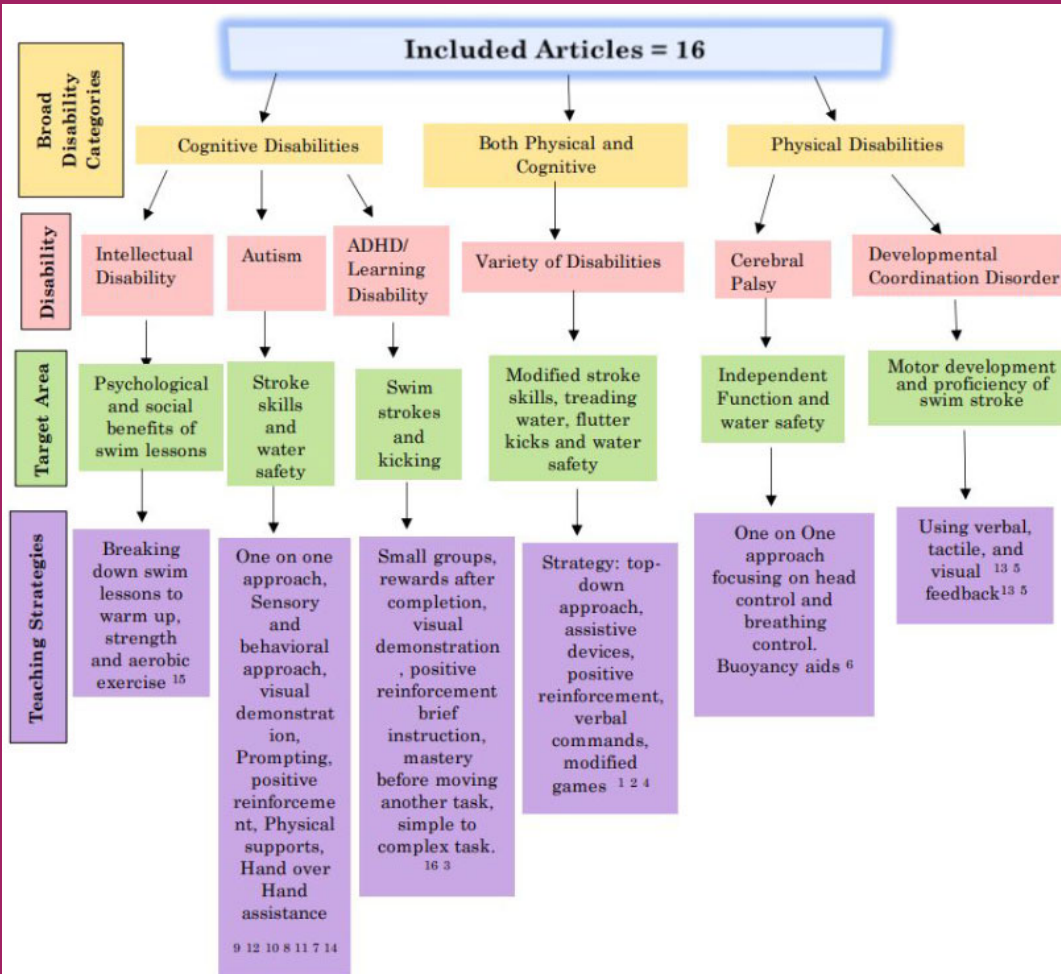 Included Articles = 16
Broad
Disability
Categories
Cognitive Disabilities
Both Physical and
Cognitive
Physical Disabilities
Disability
Intellectual
Disability
Autism
ADHD/
Learning
Disability
Variety of Disabilities
Cerebral
Palsy
Developmental
Coordination Disorder
Target Area
Psychological
and social
benefits of
swim lessons
Stroke
skills
and
water
safety
Swim
strokes
and
kicking
Modified stroke
skills, treading
water, flutter
kicks and water
safety
Independent
Function and
water safety
Motor development
and proficiency of
swim stroke
Teaching Strategies
Breaking
down swim
lessons to
warm up,
strength
and aerobic
exercise 15
One on one
approach,
Sensory
and
behavioral
approach,
visual
demonstrat
ion,
Prompting,
positive
reinforceme
nt, Physical
supports,
Hand over
Hand
assistance
9 12 10 8 11 7 14
Small groups,
rewards after
completion,
visual
demonstration
, positive
reinforcement
brief
instruction,
mastery
before moving
another task,
simple to
complex task.
16 3
Strategy: top-
down
approach,
assistive
devices,
positive
reinforcement,
verbal
commands,
modified
games 1 2 4
One on One
approach
focusing on head
control and
breathing
control.
Buoyancy aids 6
Using verbal,
tactile, and
visual 13 5
feedback13 5